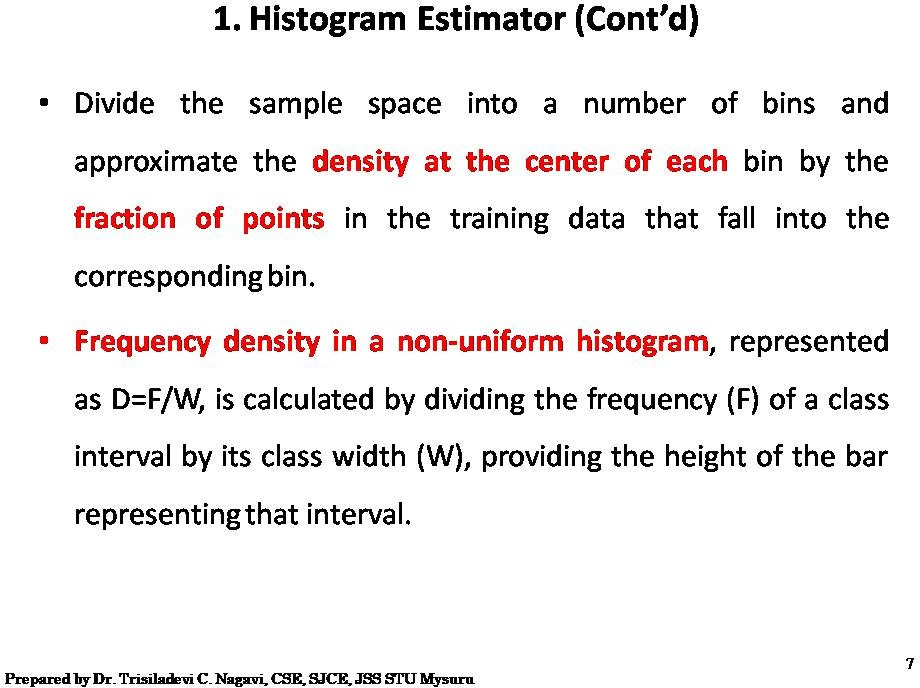 1. Histogram Estimator (Cont’d)
• Divide the sample space into a number of bins and
approximate the density at the center of each bin by the
fraction of points in the training data that fall into the
corresponding bin.
• Frequency density in a non-uniform histogram, represented
as D=F/W, is calculated by dividing the frequency (F) of a class
interval by its class width (W), providing the height of the bar
representing that interval.
7
Prepared by Dr. Trisiladevi C. Nagavi, CSE, SJCE, JSS STU Mysuru